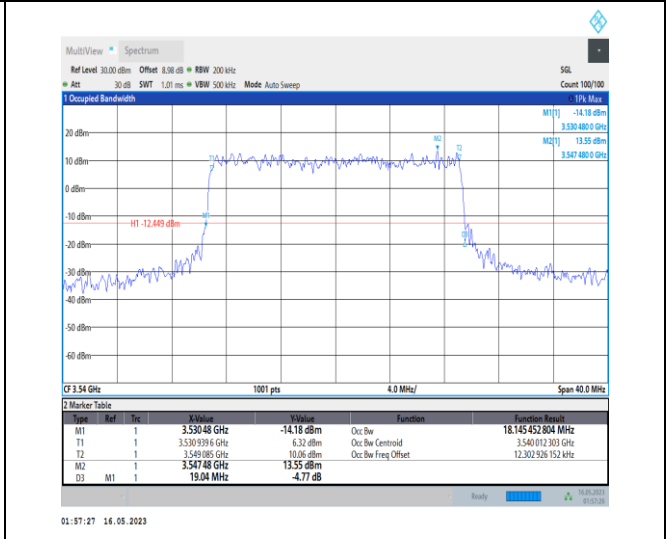 MultiView Spectrum
Ref Level 30.00 dBm Offset 8.98 dB RBW 200 kHz SGL
Att 30 dB SWT 1.01 ms VBW 500 kHz Mode Auto Sweep Count 100/100
1 Occupied Bandwidth 1Pk Max
M1[1] -14.18 dBm
3.530 480 0 GHz
M2[1] 13.55 dBm
3.547 480 0 GHz
20 dBm
M2
T1
T2
10 dBm
0 dBm
-10 dBm
M1
H1 -12.449 dBm
D3
-20 dBm
-30 dBm
-40 dBm
-50 dBm
-60 dBm
CF 3.54 GHz 1001 pts 4.0 MHz/ Span 40.0 MHz
2 Marker Table
Type Ref Trc X-Value Y-Value Function Function Result
M1 1 3.53048 GHz -14.18 dBm Occ Bw 18.145 452 804 MHz
T1 1 3.530 939 6 GHz 6.32 dBm Occ Bw Centroid 3.540 012 303 GHz
T2 1 3.549 085 GHz 10.06 dBm Occ Bw Freq Offset 12.302 926 152 kHz
M2 1 3.54748 GHz 13.55 dBm
D3 M1 1 19.04 MHz -4.77 dB
Ready 16.05.2023
01:57:26
01:57:27 16.05.2023